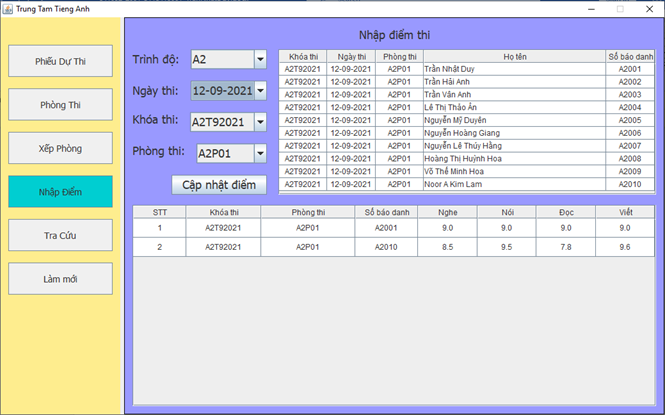 Trung Tam Tieng Anh
Phiếu Dự Thi
Phòng Thi
Xếp Phòng
Nhập Điểm
Tra Cứu
Làm mới
Nhập điểm thi
Trình độ: A2
Ngày thi: 12-09-2021
Khóa thi: A2T92021
Phòng thi: A2P01
Cập nhật điểm
Khóa thi Ngày thi Phòng thi Họ tên Số báo danh
A2T92021 12-09-2021 A2P01 Trần Nhật Duy A2001
A2T92021 12-09-2021 A2P01 Trần Hải Anh A2002
A2T92021 12-09-2021 A2P01 Trần Vân Anh A2003
A2T92021 12-09-2021 A2P01 Lê Thị Thảo Ân A2004
A2T92021 12-09-2021 A2P01 Nguyễn Mỹ Duyên A2005
A2T92021 12-09-2021 A2P01 Nguyễn Hoàng Giang A2006
A2T92021 12-09-2021 A2P01 Nguyễn Lê Thúy Hằng A2007
A2T92021 12-09-2021 A2P01 Hoàng Thị Huỳnh Hoa A2008
A2T92021 12-09-2021 A2P01 Võ Thế Minh Hoa A2009
A2T92021 12-09-2021 A2P01 Noor A Kim Lam A2010
STT Khóa thi Phòng thi Số báo danh Nghe Nói Đọc Viết
1 A2T92021 A2P01 A2001 9.0 9.0 9.0 9.0
2 A2T92021 A2P01 A2010 8.5 9.5 7.8 9.6